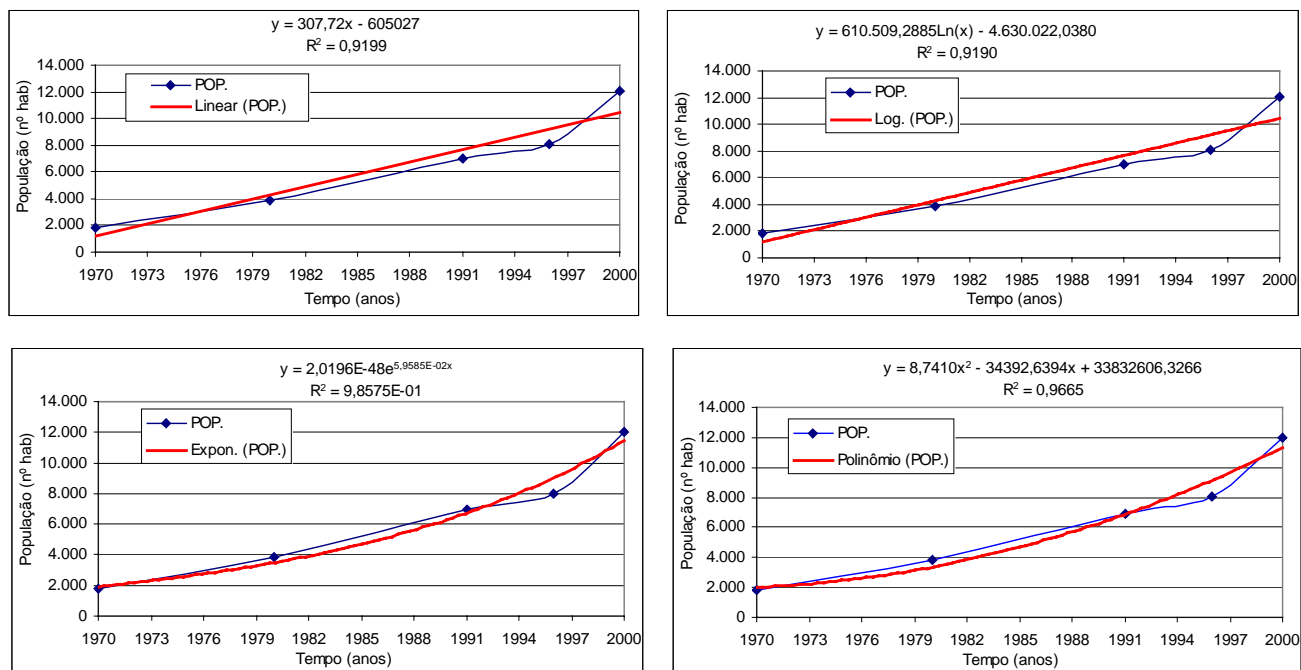 y = 307,72x - 605027
R² = 0,9199
14.000
12.000
10.000
8.000
6.000
4.000
2.000
0
População (nº hab)
POP.
Linear (POP.)
1970 1973 1976 1979 1982 1985 1988 1991 1994 1997 2000
Tempo (anos)
y = 610.509,2885Ln(x) - 4.630.022,0380
R² = 0,9190
14.000
12.000
10.000
8.000
6.000
4.000
2.000
0
População (nº hab)
POP.
Log. (POP.)
1970 1973 1976 1979 1982 1985 1988 1991 1994 1997 2000
Tempo (anos)
y = 2,0196E-48e^5,9585E-02x
R² = 9,8575E-01
14.000
12.000
10.000
8.000
6.000
4.000
2.000
0
População (nº hab)
POP.
Expon. (POP.)
1970 1973 1976 1979 1982 1985 1988 1991 1994 1997 2000
Tempo (anos)
y = 8,7410x² - 34392,6394x + 33832606,3266
R² = 0,9665
14.000
12.000
10.000
8.000
6.000
4.000
2.000
0
População (nº hab)
POP.
Polinômio (POP.)
1970 1973 1976 1979 1982 1985 1988 1991 1994 1997 2000
Tempo (anos)